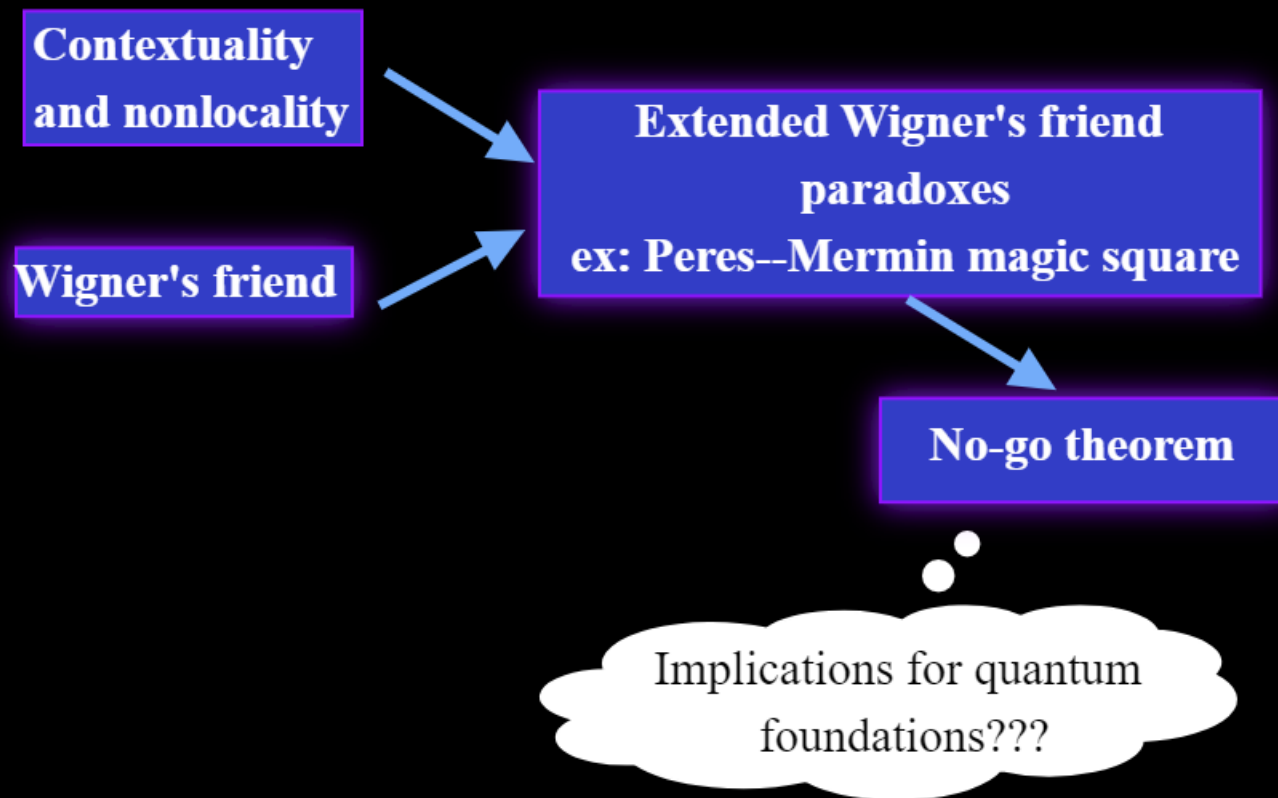 Contextuality
and nonlocality
Wigner's friend
Extended Wigner's friend
paradoxes
ex: Peres--Mermin magic square
No-go theorem
Implications for quantum
foundations???